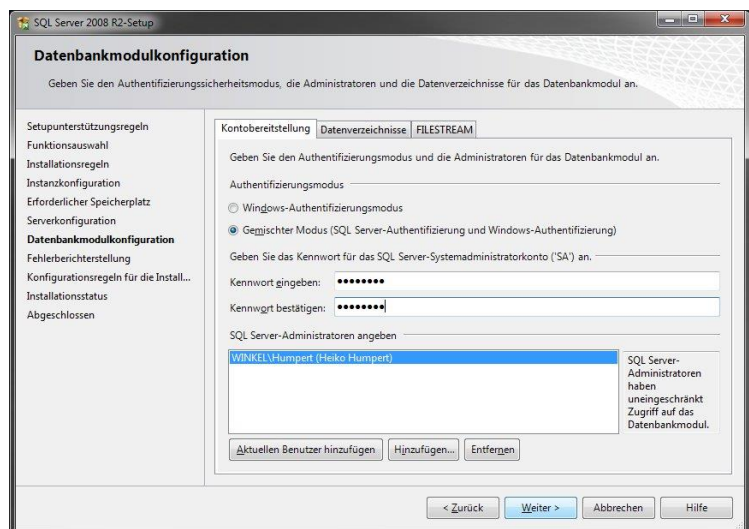 SQL Server 2008 R2-Setup
Datenbankmodulkonfiguration
Geben Sie den Authentifizierungssicherheitsmodus, die Administratoren und die Datenverzeichnisse für das Datenbankmodul an.
Setupunterstützungsregeln
Funktionsauswahl
Installationsregeln
Instanzkonfiguration
Erforderlicher Speicherplatz
Serverkonfiguration
Datenbankmodulkonfiguration
Fehlerberichterstellung
Konfigurationsregeln für die Install...
Installationsstatus
Abgeschlossen
Kontobereitstellung Datenverzeichnisse FILESTREAM
Geben Sie den Authentifizierungsmodus und die Administratoren für das Datenbankmodul an.
Authentifizierungsmodus
Windows-Authentifizierungsmodus
Gemischter Modus (SQL Server-Authentifizierung und Windows-Authentifizierung)
Geben Sie das Kennwort für das SQL Server-Systemadministratorkonto ('SA') an.
Kennwort eingeben: ●●●●●●●●
Kennwort bestätigen: ●●●●●●●●
SQL Server-Administratoren angeben
WINKEL\Humpert (Heiko Humpert)
SQL Server-
Administratoren
haben
uneingeschränkt
Zugriff auf das
Datenbankmodul.
Aktuellen Benutzer hinzufügen Hinzufügen... Entfernen
< Zurück Weiter > Abbrechen Hilfe